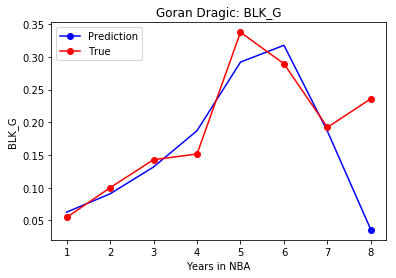 Goran Dragic: BLK_G
Prediction
True
0.35
0.30
0.25
0.20
0.15
0.10
0.05
BLK_G
1 2 3 4 5 6 7 8
Years in NBA